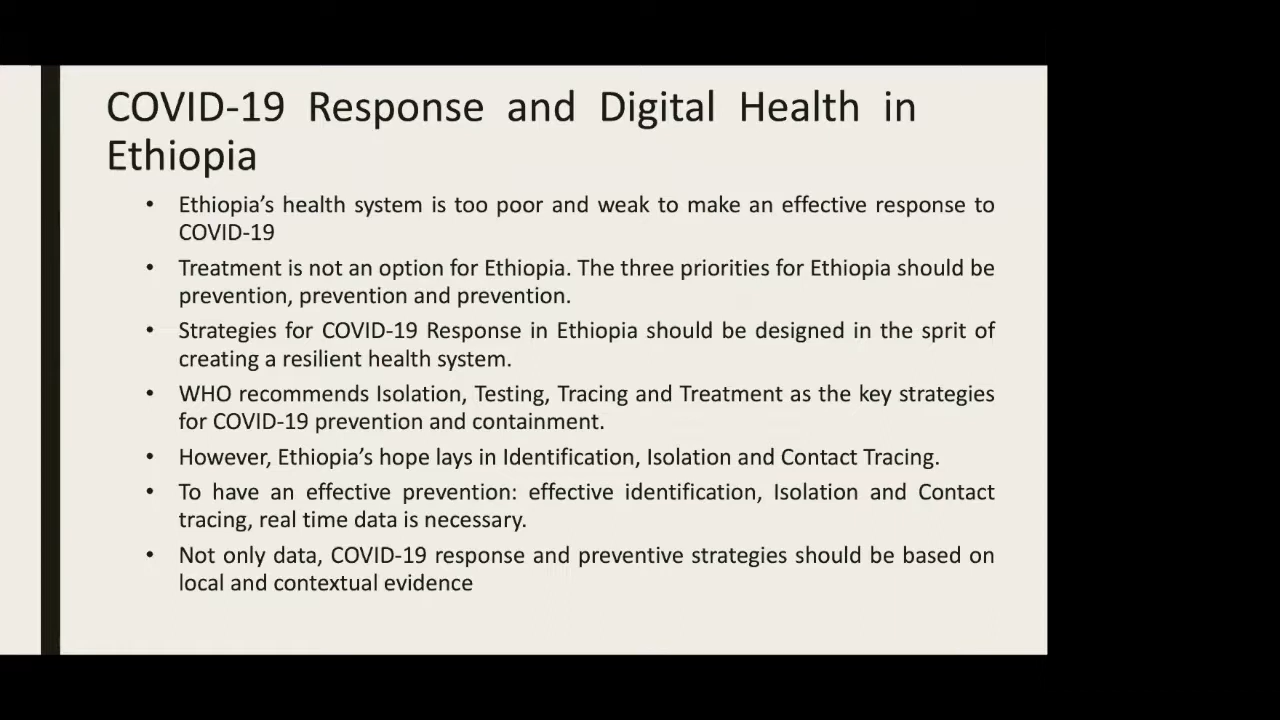 COVID-19 Response and Digital Health in
Ethiopia
• Ethiopia’s health system is too poor and weak to make an effective response to
COVID-19
• Treatment is not an option for Ethiopia. The three priorities for Ethiopia should be
prevention, prevention and prevention.
• Strategies for COVID-19 Response in Ethiopia should be designed in the sprit of
creating a resilient health system.
• WHO recommends Isolation, Testing, Tracing and Treatment as the key strategies
for COVID-19 prevention and containment.
• However, Ethiopia’s hope lays in Identification, Isolation and Contact Tracing.
• To have an effective prevention: effective identification, Isolation and Contact
tracing, real time data is necessary.
• Not only data, COVID-19 response and preventive strategies should be based on
local and contextual evidence